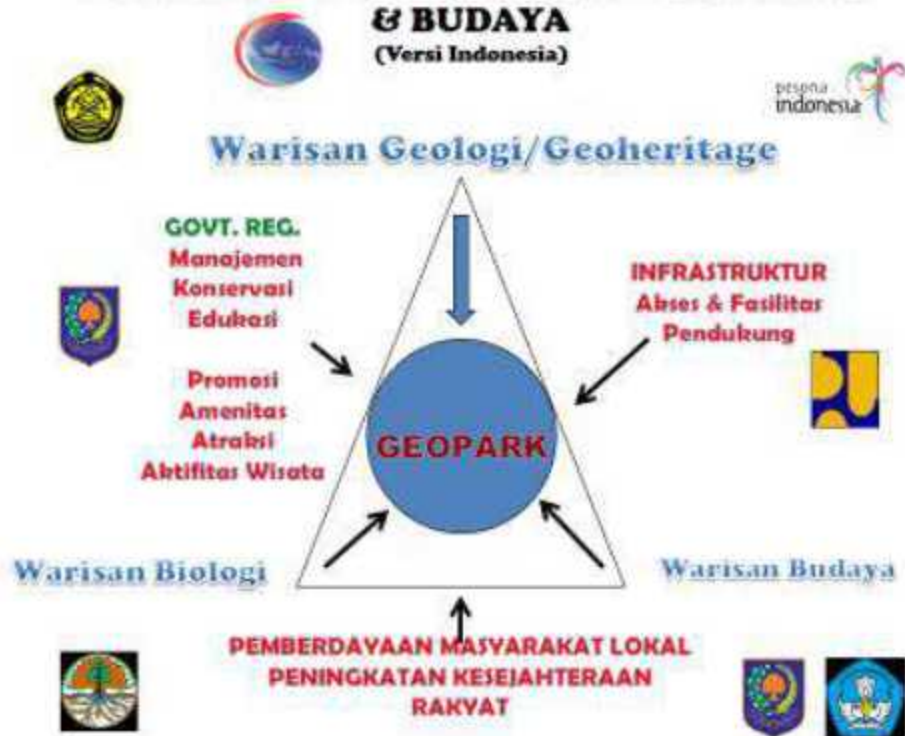 & BUDAYA
(Versi Indonesia)
pesona
indonesia
Warisan Geologi/Geoheritage
GOVT. REG.
Manajemen
Konservasi
Edukasi
INFRASTRUKTUR
Akses & Fasilitas
Pendukung
Promosi
Amenitas
Atraksi
Aktifitas Wisata
GEOPARK
Warisan Biologi
Warisan Budaya
PEMBERDAYAAN MASYARAKAT LOKAL
PENINGKATAN KESEJAHTERAAN
RAKYAT